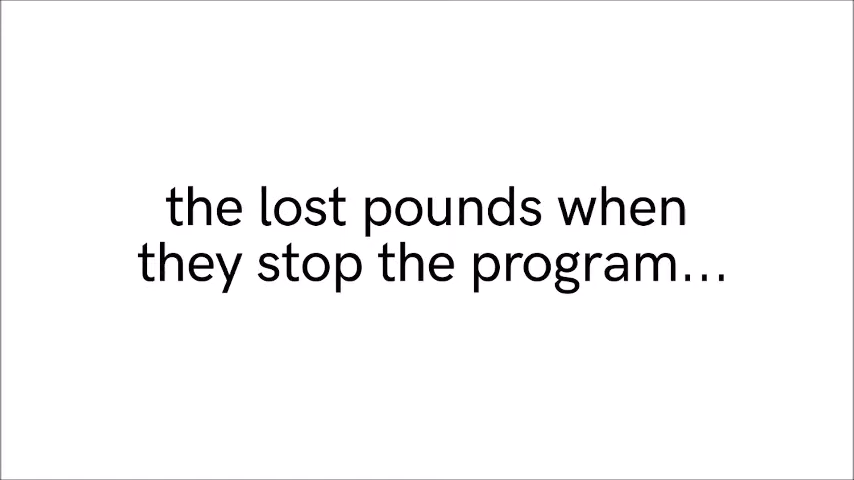 the lost pounds when
they stop the program...